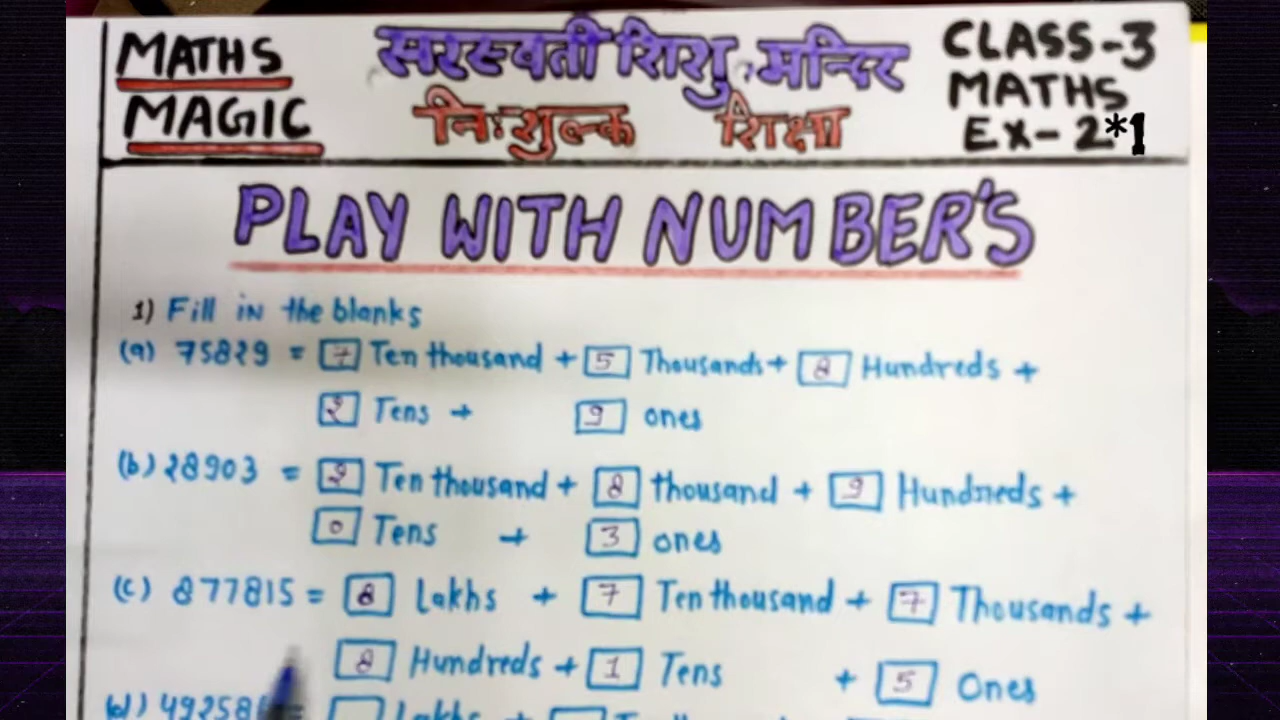 MATHS
MAGIC
सरस्वती शिशु मन्दिर
निःशुल्क शिक्षा
CLASS-3
MATHS
EX-2*1
PLAY WITH NUMBER'S
1) Fill in the blanks
(a) 75829 = 7 Ten thousand + 5 Thousands + 8 Hundreds +
2 Tens + 9 ones
(b) 28903 = 2 Ten thousand + 8 thousand + 9 Hundreds +
0 Tens + 3 ones
(c) 877815 = 8 Lakhs + 7 Ten thousand + 7 Thousands +
8 Hundreds + 1 Tens + 5 Ones
Lakhs +